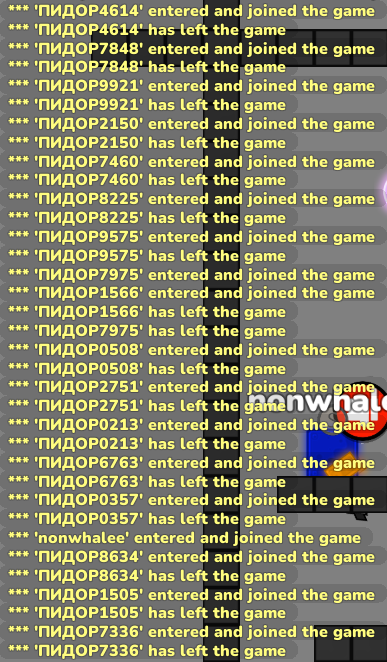 *** 'ПИДОР4614' entered and joined the game
*** 'ПИДОР4614' has left the game
*** 'ПИДОР7848' entered and joined the game
*** 'ПИДОР7848' has left the game
*** 'ПИДОР9921' entered and joined the game
*** 'ПИДОР9921' has left the game
*** 'ПИДОР2150' entered and joined the game
*** 'ПИДОР2150' has left the game
*** 'ПИДОР7460' entered and joined the game
*** 'ПИДОР7460' has left the game
*** 'ПИДОР8225' entered and joined the game
*** 'ПИДОР8225' has left the game
*** 'ПИДОР9575' entered and joined the game
*** 'ПИДОР9575' has left the game
*** 'ПИДОР7975' entered and joined the game
*** 'ПИДОР1566' entered and joined the game
*** 'ПИДОР1566' has left the game
*** 'ПИДОР7975' has left the game
*** 'ПИДОР0508' entered and joined the game
*** 'ПИДОР0508' has left the game
*** 'ПИДОР2751' entered and joined the game
*** 'ПИДОР2751' has left the game
nonwhale
*** 'ПИДОР0213' entered and joined the game
*** 'ПИДОР0213' has left the game
*** 'ПИДОР6763' entered and joined the game
*** 'ПИДОР6763' has left the game
*** 'ПИДОР0357' entered and joined the game
*** 'ПИДОР0357' has left the game
*** 'nonwhalee' entered and joined the game
*** 'ПИДОР8634' entered and joined the game
*** 'ПИДОР8634' has left the game
*** 'ПИДОР1505' entered and joined the game
*** 'ПИДОР1505' has left the game
*** 'ПИДОР7336' entered and joined the game
*** 'ПИДОР7336' has left the game